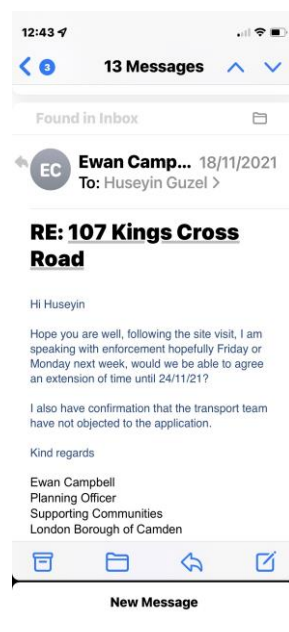 12:43
3
13 Messages
Found in Inbox
EC
Ewan Camp... 18/11/2021
To: Huseyin Guzel >
RE: 107 Kings Cross
Road
Hi Huseyin
Hope you are well, following the site visit, I am
speaking with enforcement hopefully Friday or
Monday next week, would we be able to agree
an extension of time until 24/11/21?
I also have confirmation that the transport team
have not objected to the application.
Kind regards
Ewan Campbell
Planning Officer
Supporting Communities
London Borough of Camden
New Message